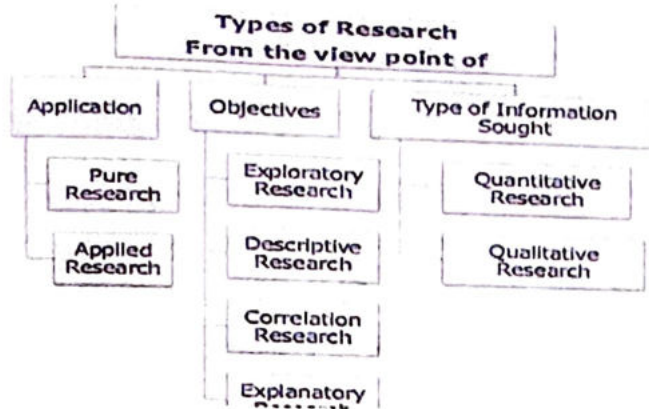 Types of Research
From the view point of
Application
Objectives
Type of Information
Sought
Pure
Research
Applied
Research
Exploratory
Research
Descriptive
Research
Correlation
Research
Explanatory
Research
Quantitative
Research
Qualitative
Research